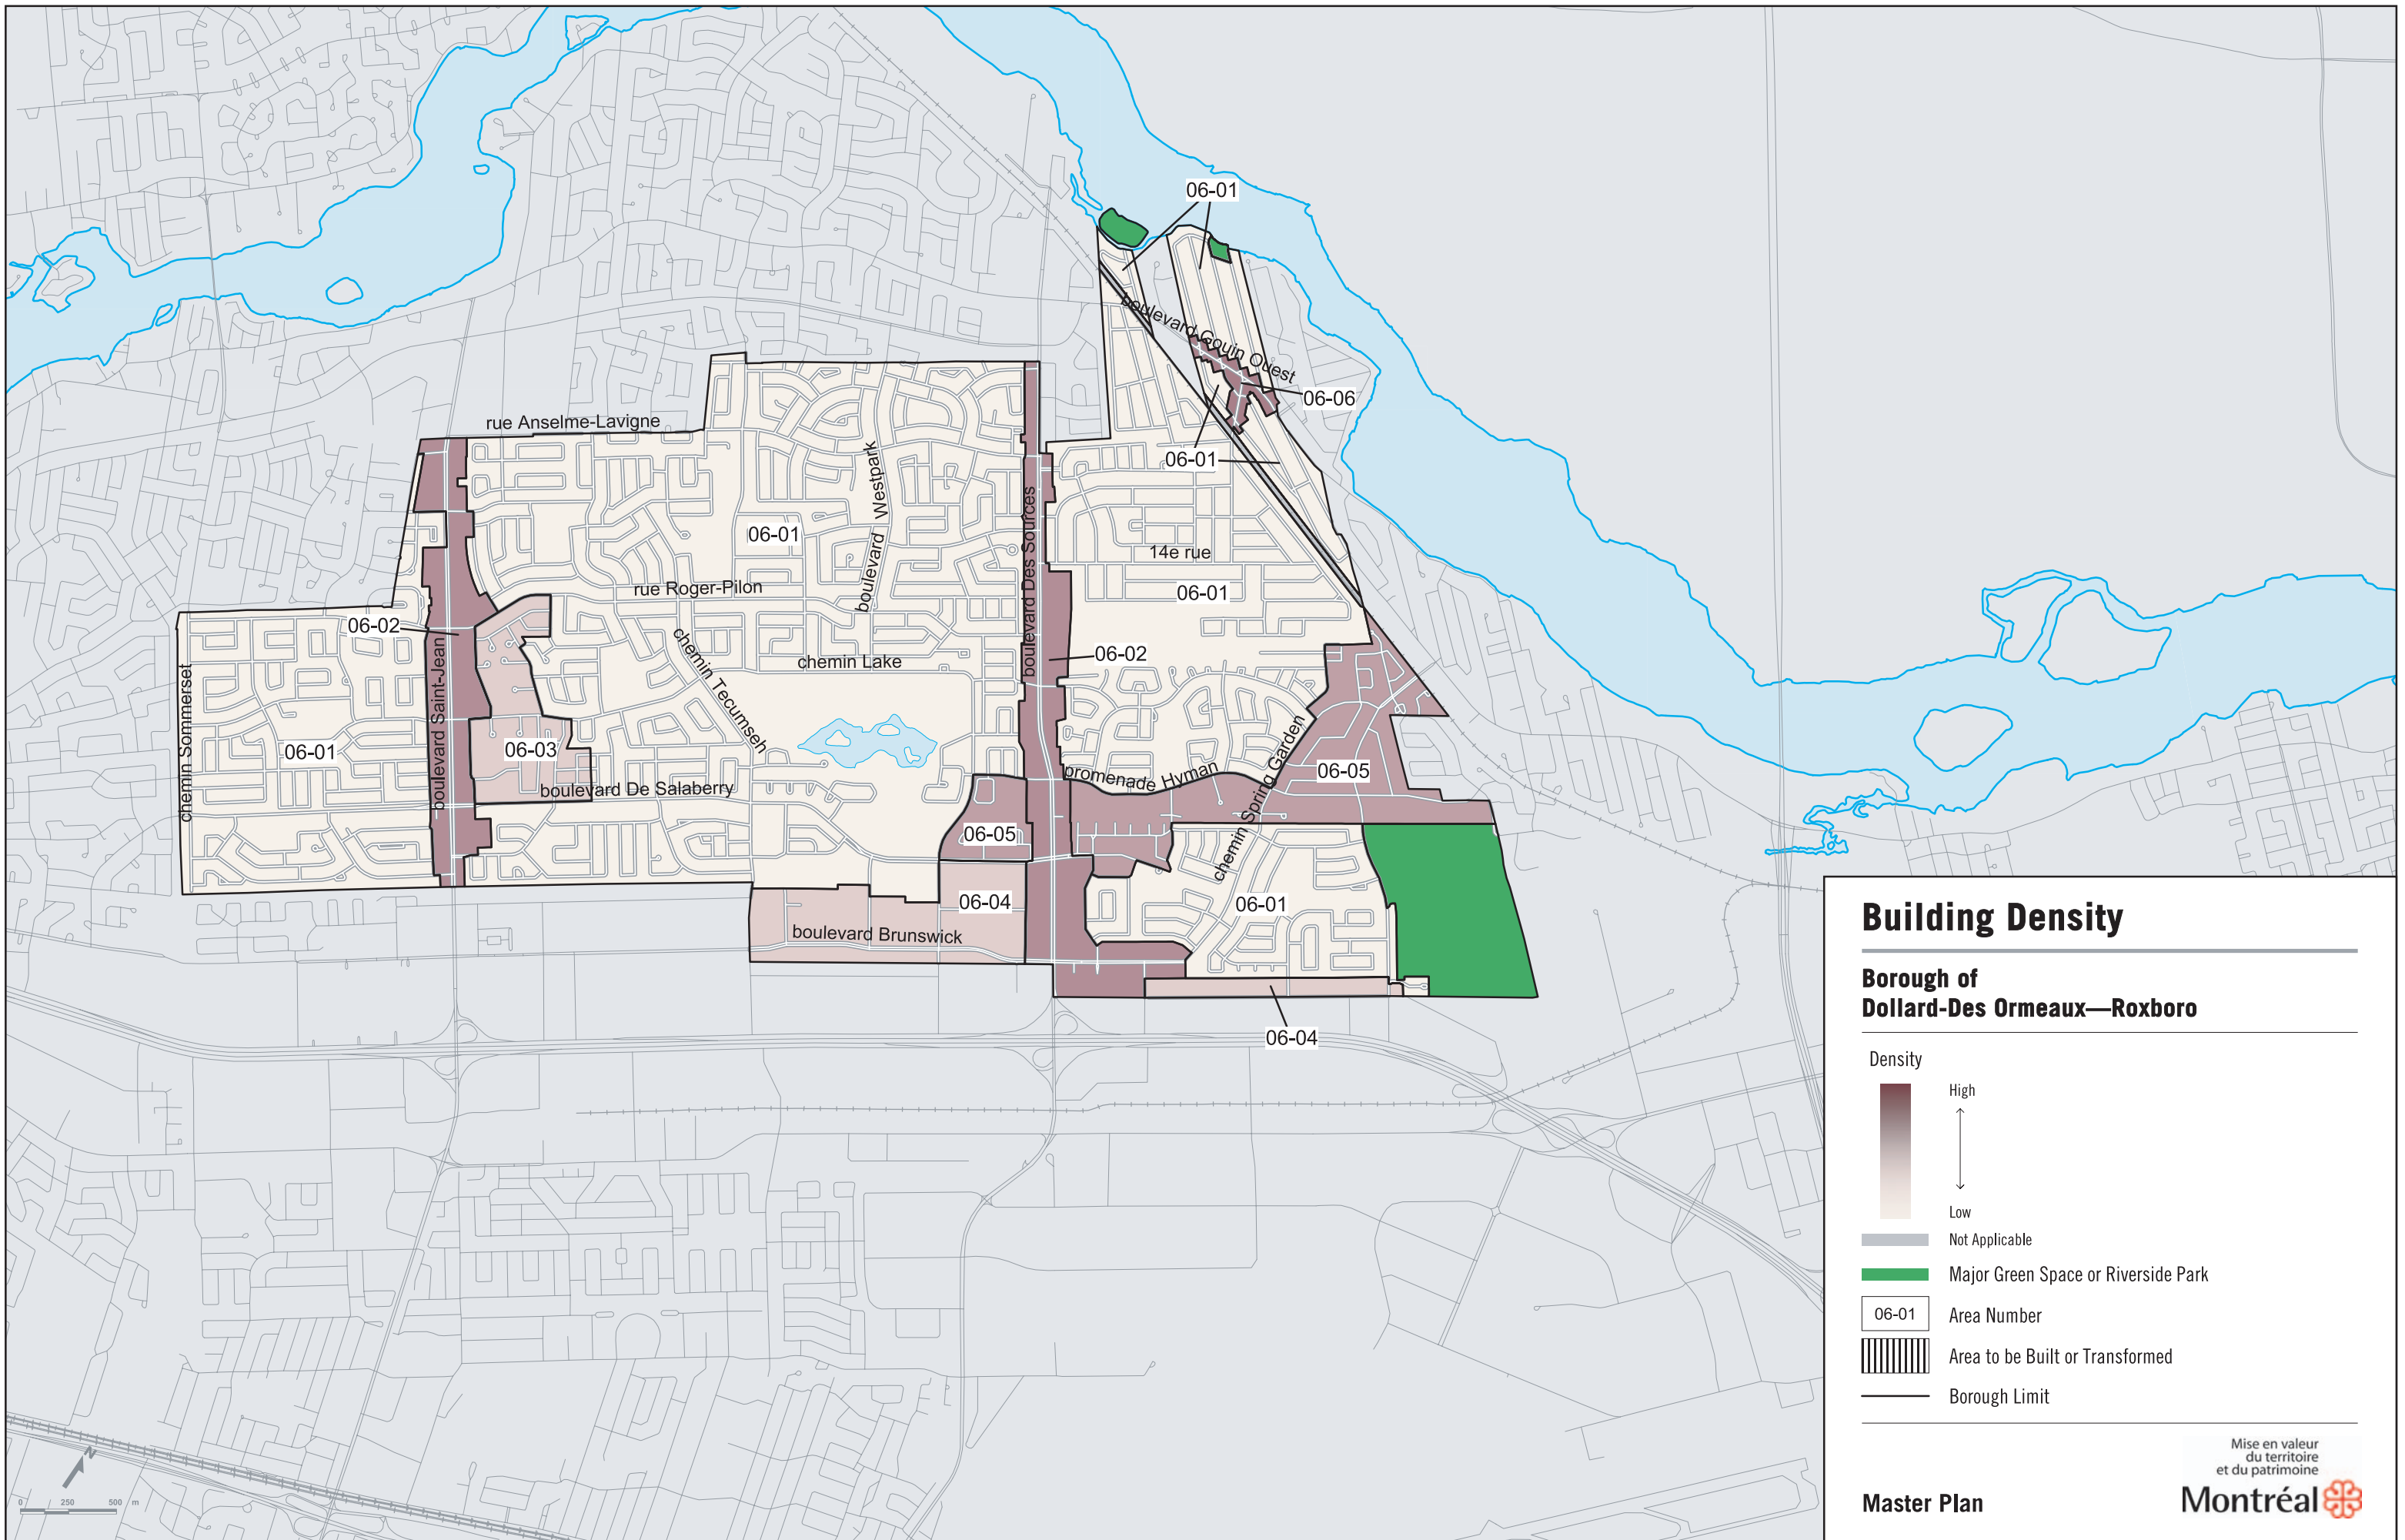 06-01
boulevard Gouin Ouest
06-06
rue Anselme-Lavigne
boulevard Westpark
06-01
boulevard Des Sources
06-01
14e rue
rue Roger-Pilon
06-01
06-02
chemin Tecumseh
chemin Lake
06-02
chemin Sommerset
boulevard Saint-Jean
06-01
06-03
boulevard De Salaberry
promenade Hyman
chemin Spring Garden
06-05
06-05
06-04
06-01
boulevard Brunswick
06-04
N
0 250 500 m
Building Density
Borough of
Dollard-Des Ormeaux—Roxboro
Density
High
Low
Not Applicable
Major Green Space or Riverside Park
06-01 Area Number
Area to be Built or Transformed
Borough Limit
Master Plan
Mise en valeur
du territoire
et du patrimoine
Montréal